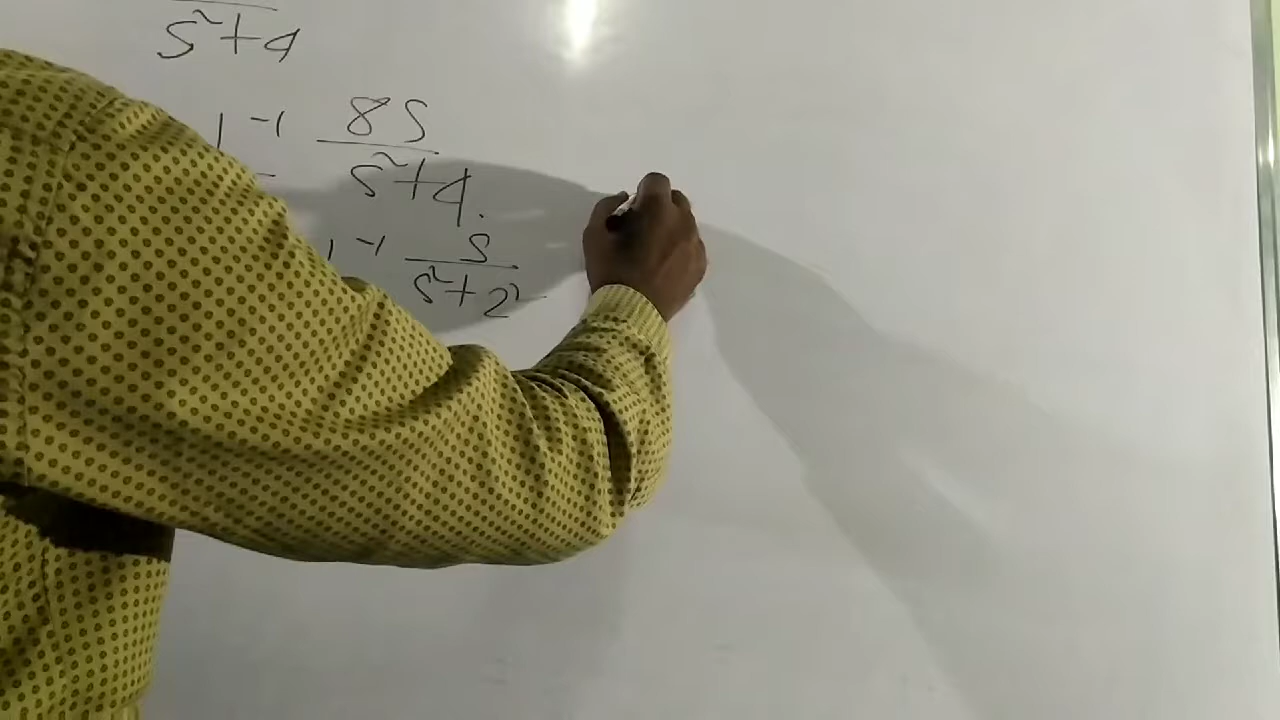 s²+4
L⁻¹ 8s / s²+4.
L⁻¹ s / s²+2²